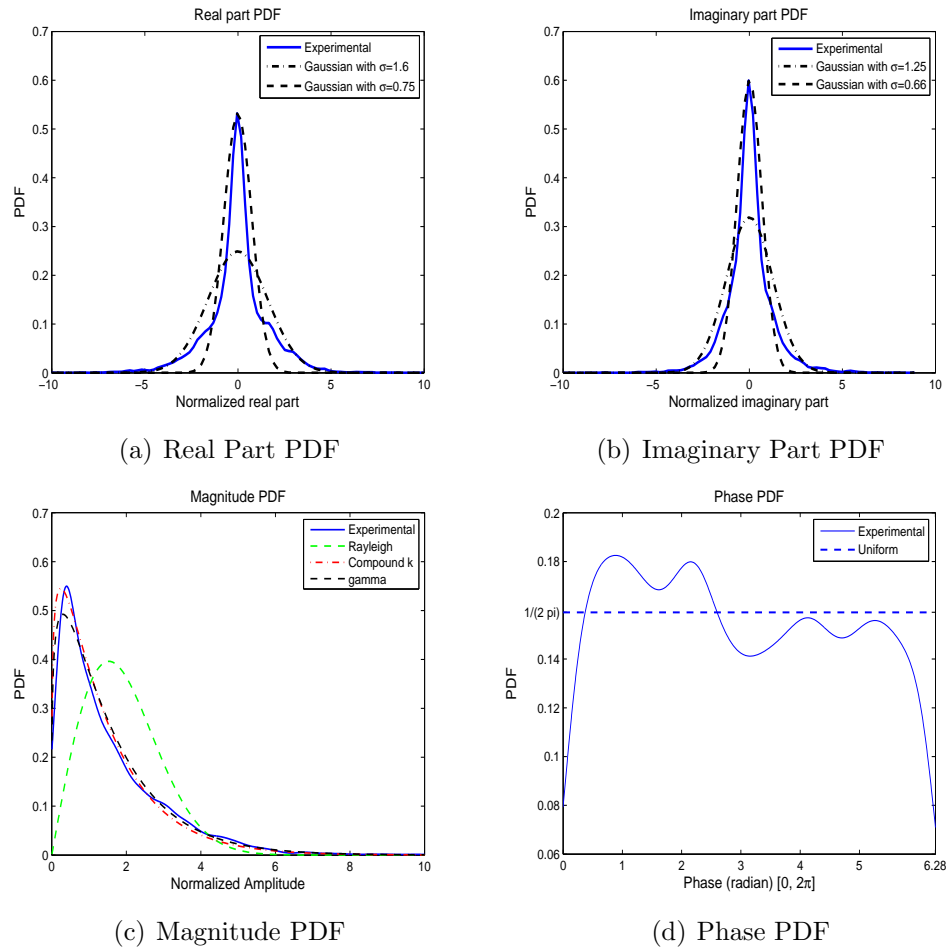 Real part PDF
0.7
0.6
0.5
0.4
0.3
0.2
0.1
0
PDF
Experimental
Gaussian with σ=1.6
Gaussian with σ=0.75
−10
−5
0
5
10
Normalized real part
(a) Real Part PDF
Imaginary part PDF
0.7
0.6
0.5
0.4
0.3
0.2
0.1
0
PDF
Experimental
Gaussian with σ=1.25
Gaussian with σ=0.66
−10
−5
0
5
10
Normalized imaginary part
(b) Imaginary Part PDF
Magnitude PDF
0.7
0.6
0.5
0.4
0.3
0.2
0.1
0
PDF
Experimental
Rayleigh
Compound k
gamma
0
2
4
6
8
10
Normalized Amplitude
(c) Magnitude PDF
Phase PDF
0.2
0.18
1/(2 pi)
0.14
0.12
0.1
0.08
0.06
PDF
Experimental
Uniform
0
1
2
3
4
5
6.28
Phase (radian) [0, 2π]
(d) Phase PDF